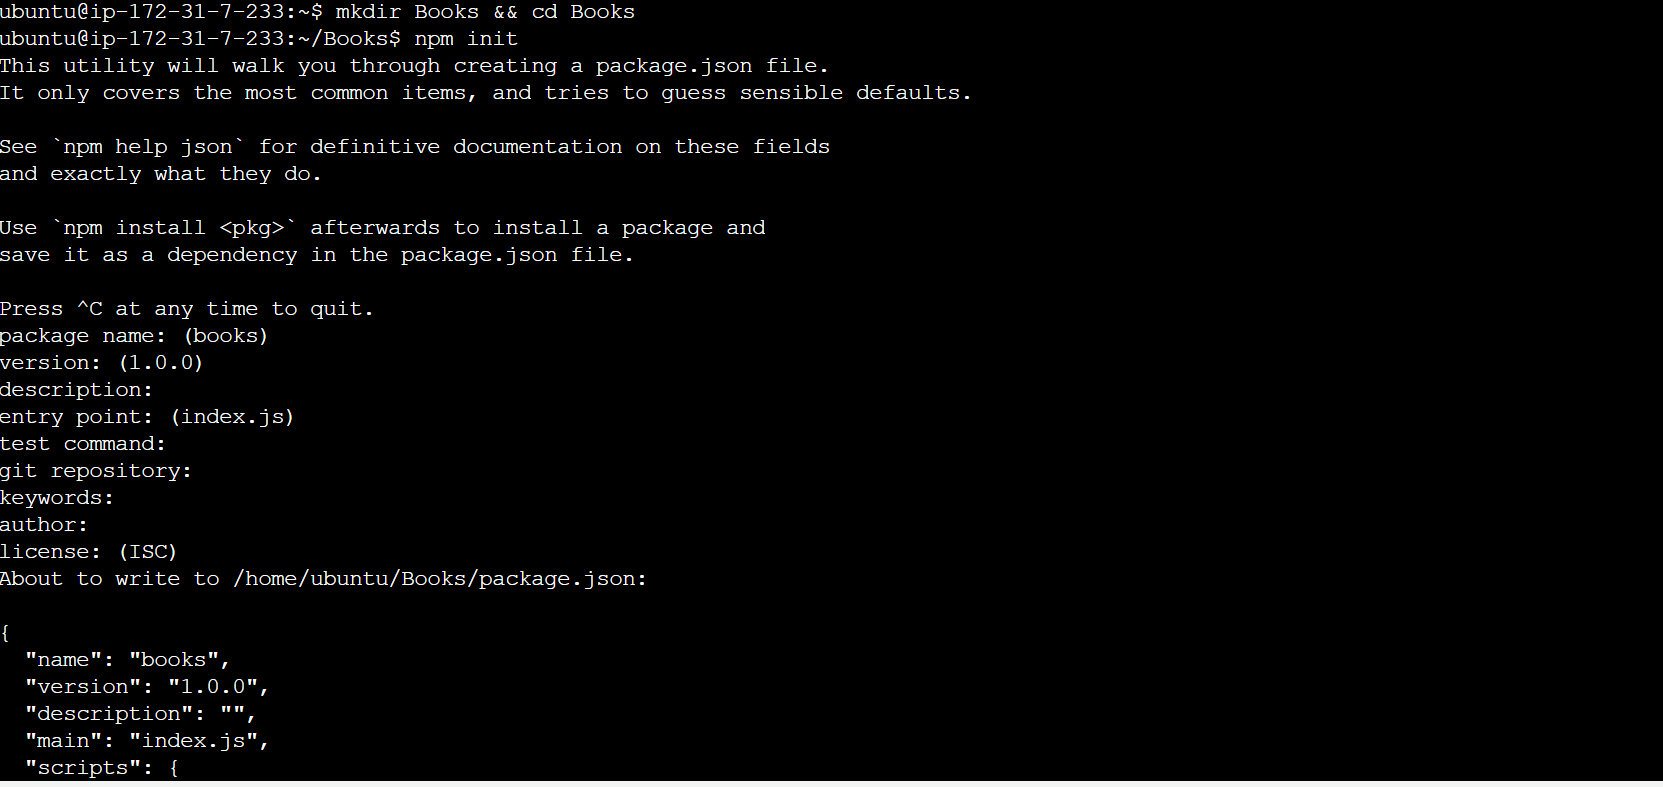 ubuntu@ip-172-31-7-233:~$ mkdir Books && cd Books
ubuntu@ip-172-31-7-233:~/Books$ npm init
This utility will walk you through creating a package.json file.
It only covers the most common items, and tries to guess sensible defaults.
See `npm help json` for definitive documentation on these fields
and exactly what they do.
Use `npm install <pkg>` afterwards to install a package and
save it as a dependency in the package.json file.
Press ^C at any time to quit.
package name: (books)
version: (1.0.0)
description:
entry point: (index.js)
test command:
git repository:
keywords:
author:
license: (ISC)
About to write to /home/ubuntu/Books/package.json:
{
  "name": "books",
  "version": "1.0.0",
  "description": "",
  "main": "index.js",
  "scripts": {